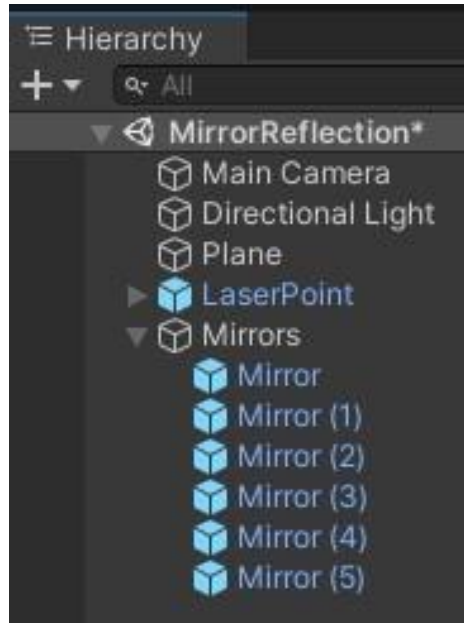 Hierarchy
All
MirrorReflection*
Main Camera
Directional Light
Plane
LaserPoint
Mirrors
Mirror
Mirror (1)
Mirror (2)
Mirror (3)
Mirror (4)
Mirror (5)